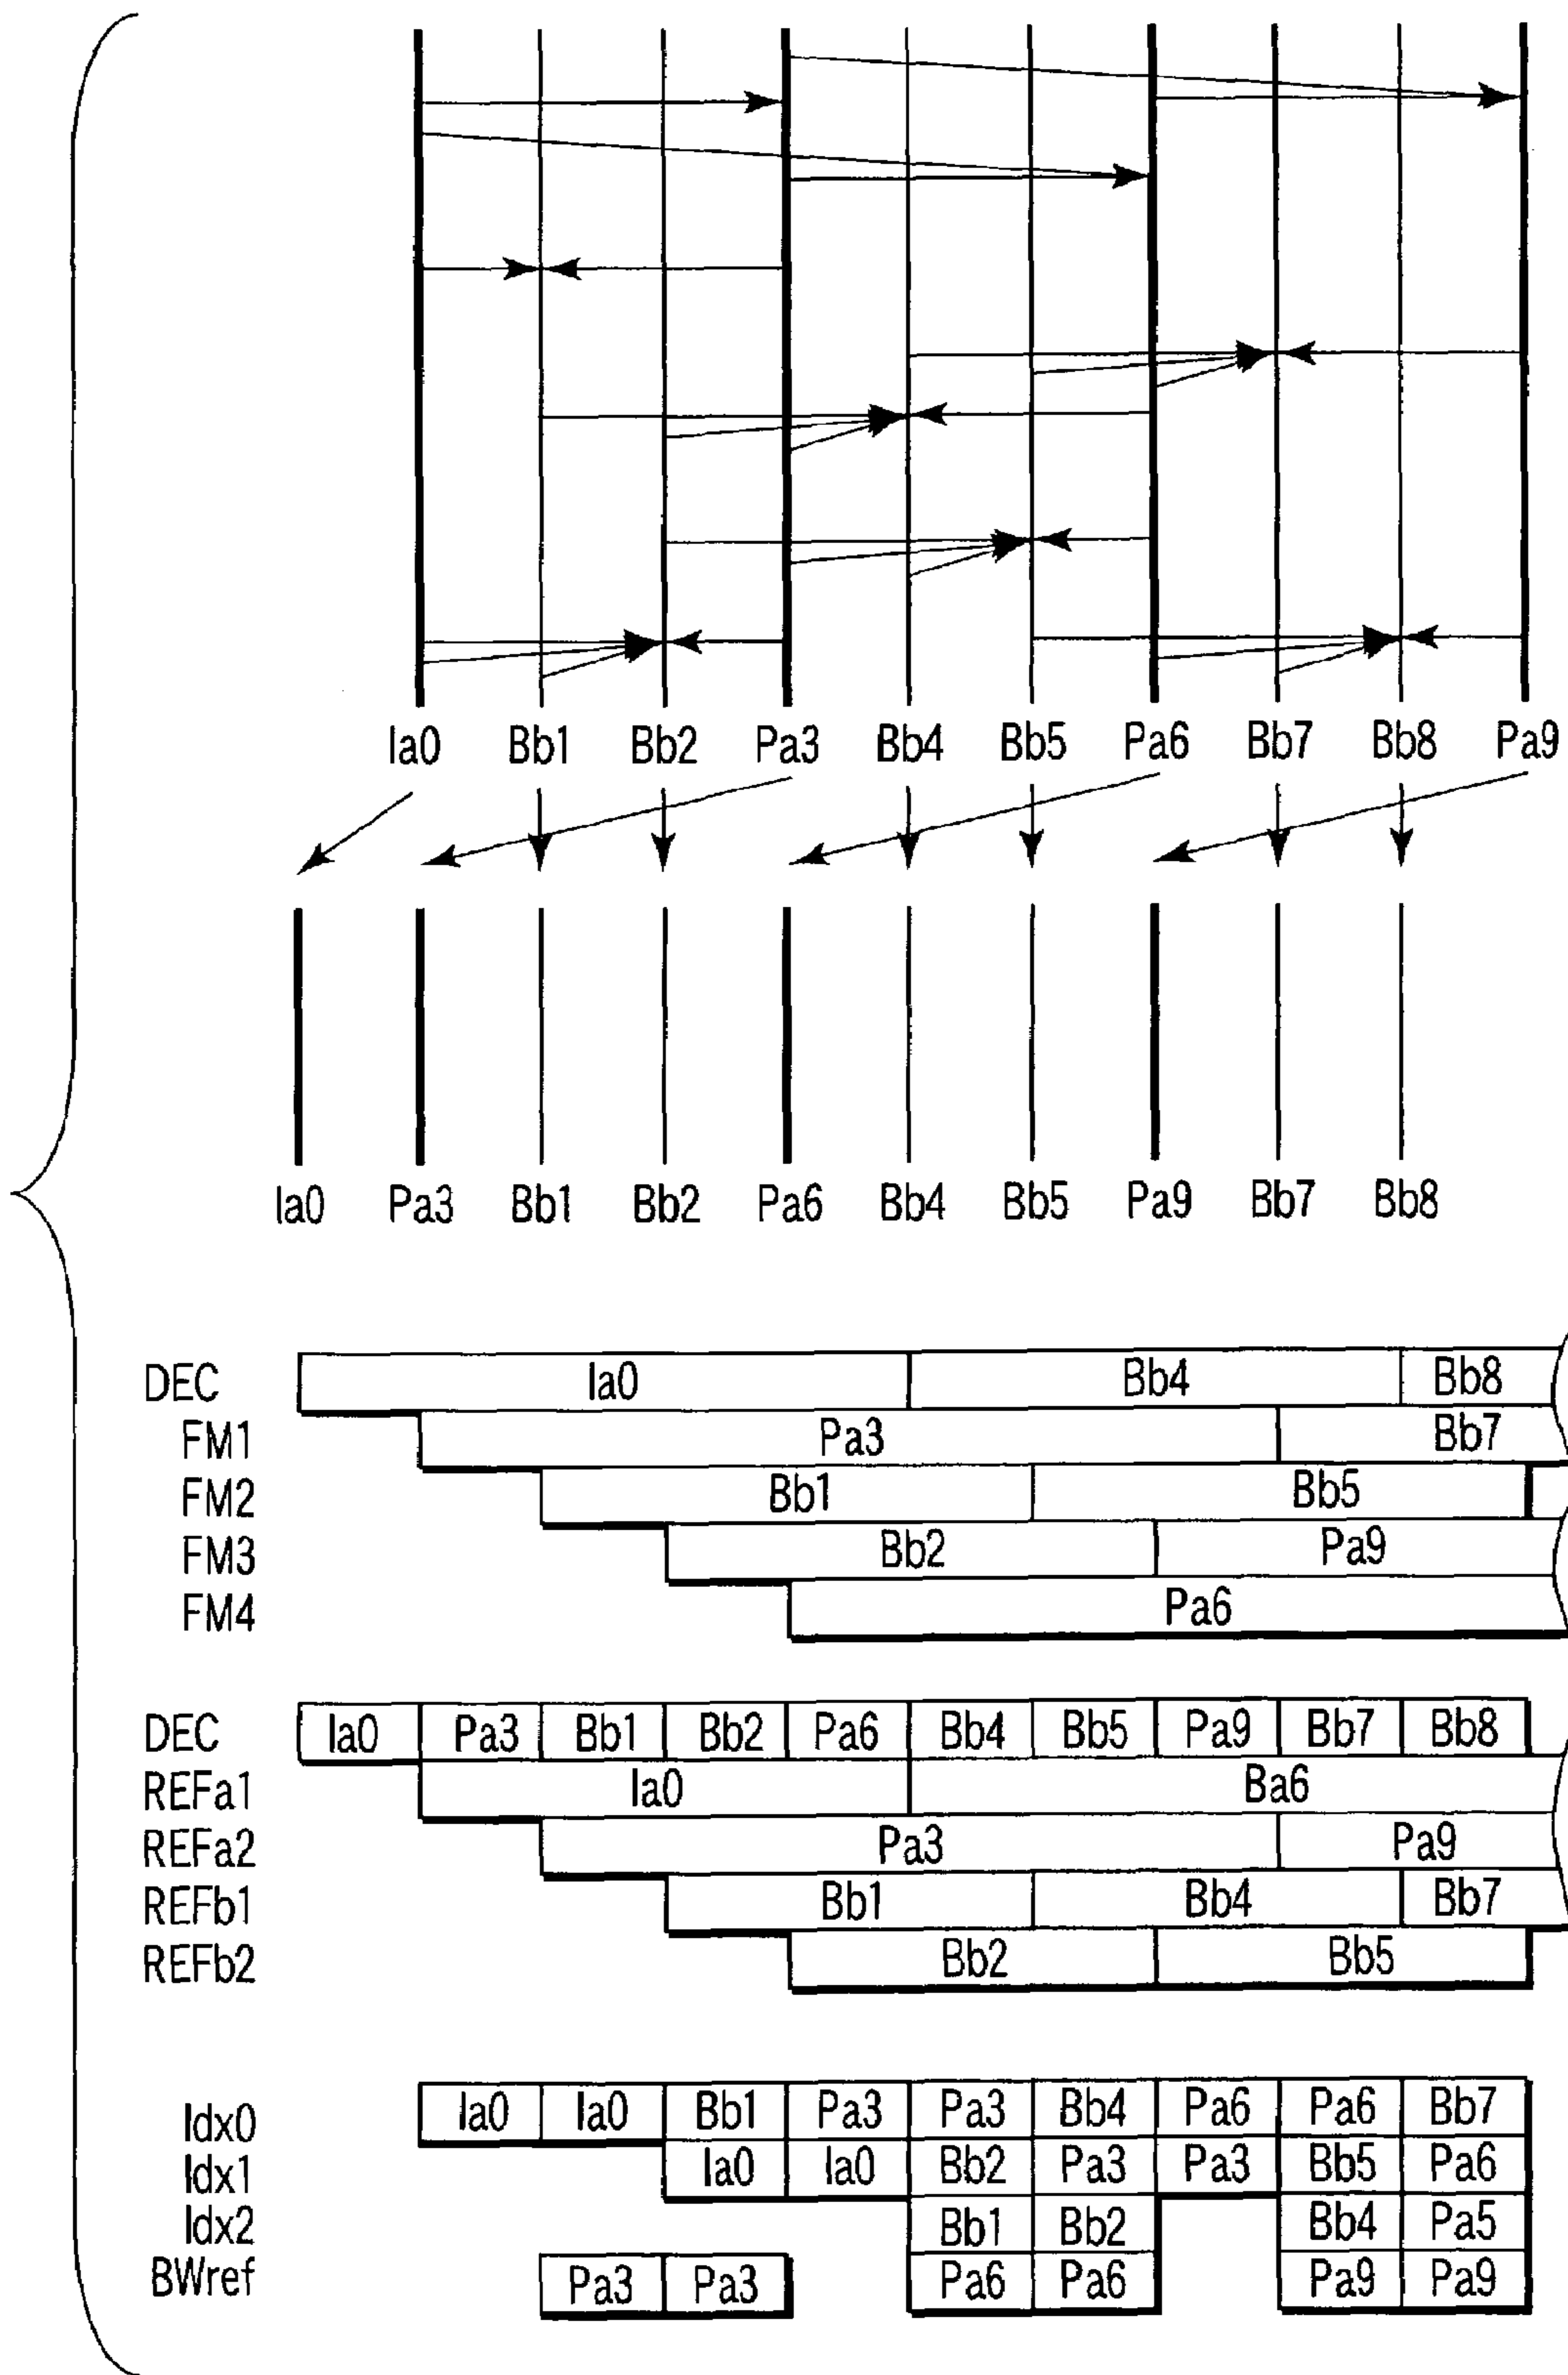 Ia0 Bb1 Bb2 Pa3 Bb4 Bb5 Pa6 Bb7 Bb8 Pa9
Ia0 Pa3 Bb1 Bb2 Pa6 Bb4 Bb5 Pa9 Bb7 Bb8
DEC Ia0 Bb4 Bb8
FM1 Pa3 Bb7
FM2 Bb1 Bb5
FM3 Bb2 Pa9
FM4 Pa6
DEC Ia0 Pa3 Bb1 Bb2 Pa6 Bb4 Bb5 Pa9 Bb7 Bb8
REFa1 Ia0 Ba6
REFa2 Pa3 Pa9
REFb1 Bb1 Bb4 Bb7
REFb2 Bb2 Bb5
Idx0 Ia0 Ia0 Bb1 Pa3 Pa3 Bb4 Pa6 Pa6 Bb7
Idx1 Ia0 Ia0 Bb2 Pa3 Pa3 Bb5 Pa6
Idx2 Bb1 Bb2 Bb4 Pa5
BWref Pa3 Pa3 Pa6 Pa6 Pa9 Pa9